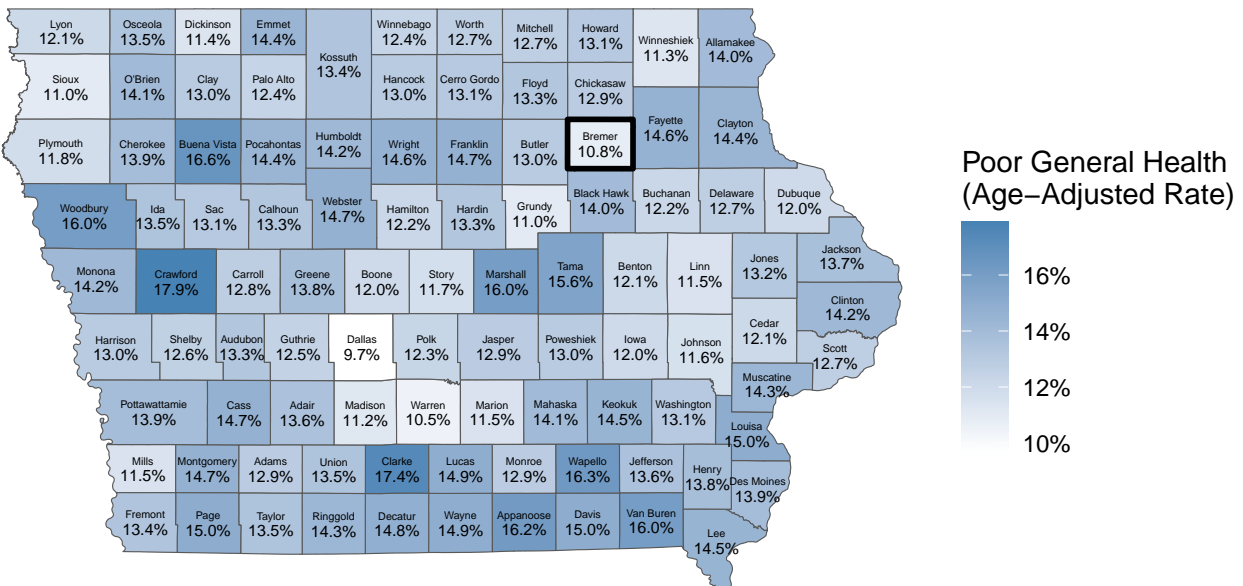 Lyon
12.1%
Osceola
13.5%
Dickinson
11.4%
Emmet
14.4%
Kossuth
13.4%
Winnebago
12.4%
Worth
12.7%
Mitchell
12.7%
Howard
13.1%
Winneshiek
11.3%
Allamakee
14.0%
Sioux
11.0%
O'Brien
14.1%
Clay
13.0%
Palo Alto
12.4%
Hancock
13.0%
Cerro Gordo
13.1%
Floyd
13.3%
Chickasaw
12.9%
Plymouth
11.8%
Cherokee
13.9%
Buena Vista
16.6%
Pocahontas
14.4%
Humboldt
14.2%
Wright
14.6%
Franklin
14.7%
Butler
13.0%
Bremer
10.8%
Fayette
14.6%
Clayton
14.4%
Woodbury
16.0%
Ida
13.5%
Sac
13.1%
Calhoun
13.3%
Webster
14.7%
Hamilton
12.2%
Hardin
13.3%
Grundy
11.0%
Black Hawk
14.0%
Buchanan
12.2%
Delaware
12.7%
Dubuque
12.0%
Monona
14.2%
Crawford
17.9%
Carroll
12.8%
Greene
13.8%
Boone
12.0%
Story
11.7%
Marshall
16.0%
Tama
15.6%
Benton
12.1%
Linn
11.5%
Jones
13.2%
Jackson
13.7%
Clinton
14.2%
Harrison
13.0%
Shelby
12.6%
Audubon
13.3%
Guthrie
12.5%
Dallas
9.7%
Polk
12.3%
Jasper
12.9%
Poweshiek
13.0%
Iowa
12.0%
Johnson
11.6%
Cedar
12.1%
Scott
12.7%
Muscatine
14.3%
Pottawattamie
13.9%
Cass
14.7%
Adair
13.6%
Madison
11.2%
Warren
10.5%
Marion
11.5%
Mahaska
14.1%
Keokuk
14.5%
Washington
13.1%
Louisa
15.0%
Mills
11.5%
Montgomery
14.7%
Adams
12.9%
Union
13.5%
Clarke
17.4%
Lucas
14.9%
Monroe
12.9%
Wapello
16.3%
Jefferson
13.6%
Henry
13.8%
Des Moines
13.9%
Fremont
13.4%
Page
15.0%
Taylor
13.5%
Ringgold
14.3%
Decatur
14.8%
Wayne
14.9%
Appanoose
16.2%
Davis
15.0%
Van Buren
16.0%
Lee
14.5%
Poor General Health
(Age−Adjusted Rate)
16%
14%
12%
10%